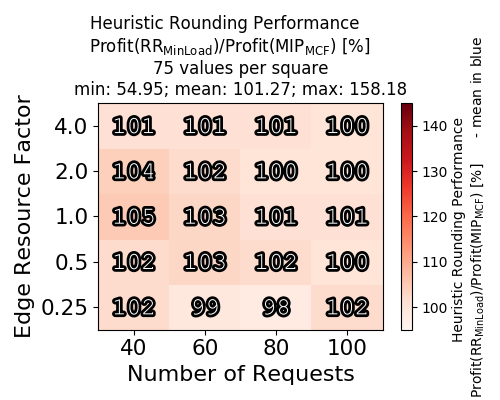 Heuristic Rounding Performance
Profit(RR_MinLoad)/Profit(MIP_MCF) [%]
75 values per square
min: 54.95; mean: 101.27; max: 158.18
Edge Resource Factor
4.0 101 101 101 100
2.0 104 102 100 100
1.0 105 103 101 101
0.5 102 103 102 100
0.25 102 99 98 102
40 60 80 100
Number of Requests
140
130
120
110
100
Heuristic Rounding Performance
Profit(RR_MinLoad)/Profit(MIP_MCF) [%] - mean in blue